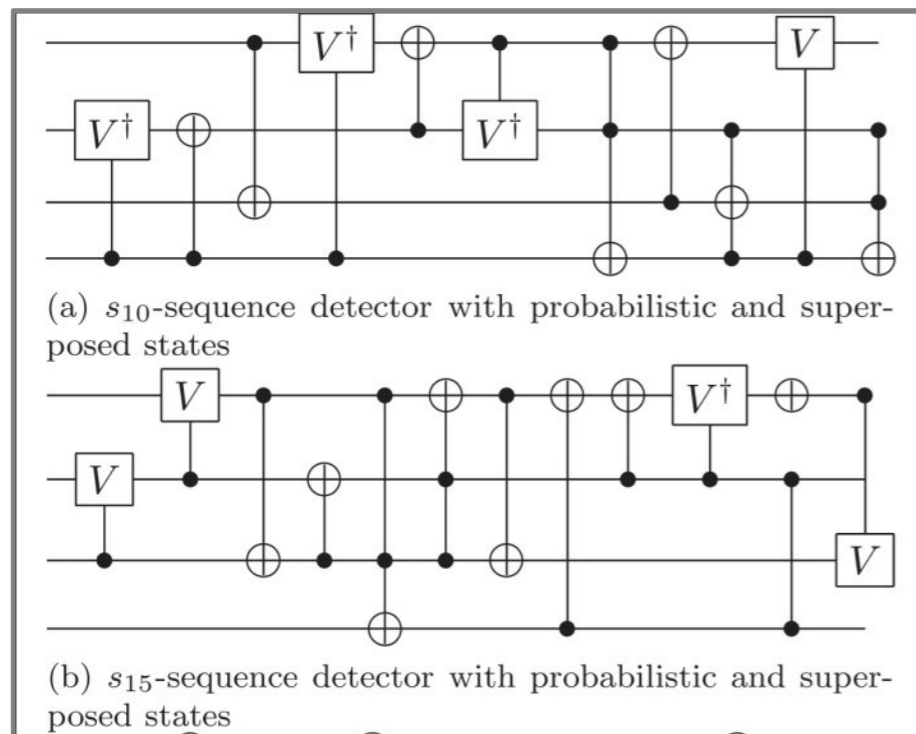 V† V† V
V†
(a) s₁₀-sequence detector with probabilistic and super-
posed states
V V†
V
V
(b) s₁₅-sequence detector with probabilistic and super-
posed states